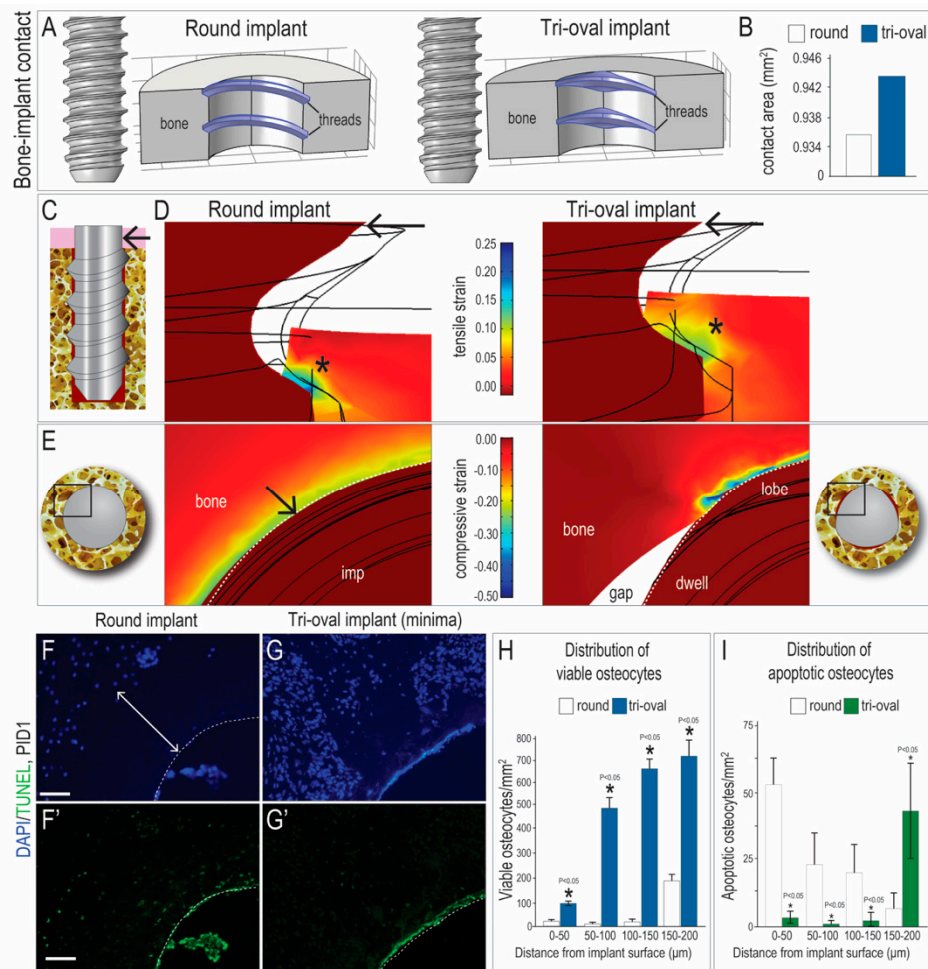 Bone-implant contact
A
Round implant
bone
threads
Tri-oval implant
bone
threads
B
round
tri-oval
contact area (mm²)
0.946
0.942
0.938
0.934
0
C
D
Round implant
*
tensile strain
0.25
0.20
0.15
0.10
0.05
0.00
Tri-oval implant
*
E
bone
imp
compressive strain
0.00
-0.10
-0.20
-0.30
-0.40
-0.50
bone
gap
dwell
lobe
DAPI/TUNEL, PID1
Round implant
F
F'
Tri-oval implant (minima)
G
G'
H
Distribution of
viable osteocytes
round
tri-oval
Viable osteocytes/mm²
800
700
600
500
400
300
200
100
0
P<0.05
*
P<0.05
*
P<0.05
*
P<0.05
*
0-50 50-100 100-150 150-200
Distance from implant surface (µm)
I
Distribution of
apoptotic osteocytes
round
tri-oval
Apoptotic osteocytes/mm²
75
50
25
0
P<0.05
*
P<0.05
*
P<0.05
*
P<0.05
*
0-50 50-100 100-150 150-200
Distance from implant surface (µm)